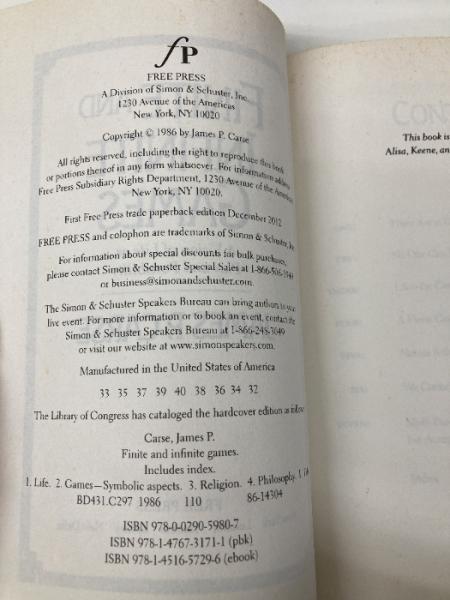 fP
FREE PRESS
A Division of Simon & Schuster, Inc.
1230 Avenue of the Americas
New York, NY 10020
Copyright © 1986 by James P. Carse
All rights reserved, including the right to reproduce this book
or portions thereof in any form whatsoever. For information address
Free Press Subsidiary Rights Department, 1230 Avenue of the Americas
New York, NY 10020.
First Free Press trade paperback edition December 2012
FREE PRESS and colophon are trademarks of Simon & Schuster, Inc.
For information about special discounts for bulk purchases,
please contact Simon & Schuster Special Sales at
or business@simonandschuster.com.
The Simon & Schuster Speakers Bureau can bring authors to your
live event. For more information or to book an event, contact the
Simon & Schuster Speakers Bureau at 1-866-248-3049
or visit our website at www.simonspeakers.com.
Manufactured in the United States of America
33 35 37 39 40 38 36 34 32
The Library of Congress has cataloged the hardcover edition as follows
Carse, James P.
Finite and infinite games.
Includes index.
1. Life. 2. Games—Symbolic aspects. 3. Religion. 4. Philosophy. I.
BD431.C297 1986 110 86-14304
ISBN 978-0-0290-5980-7
ISBN 978-1-4767-3171-1 (pbk)
ISBN 978-1-4516-5729-6 (ebook)
This book is
Alisa, Keene, an